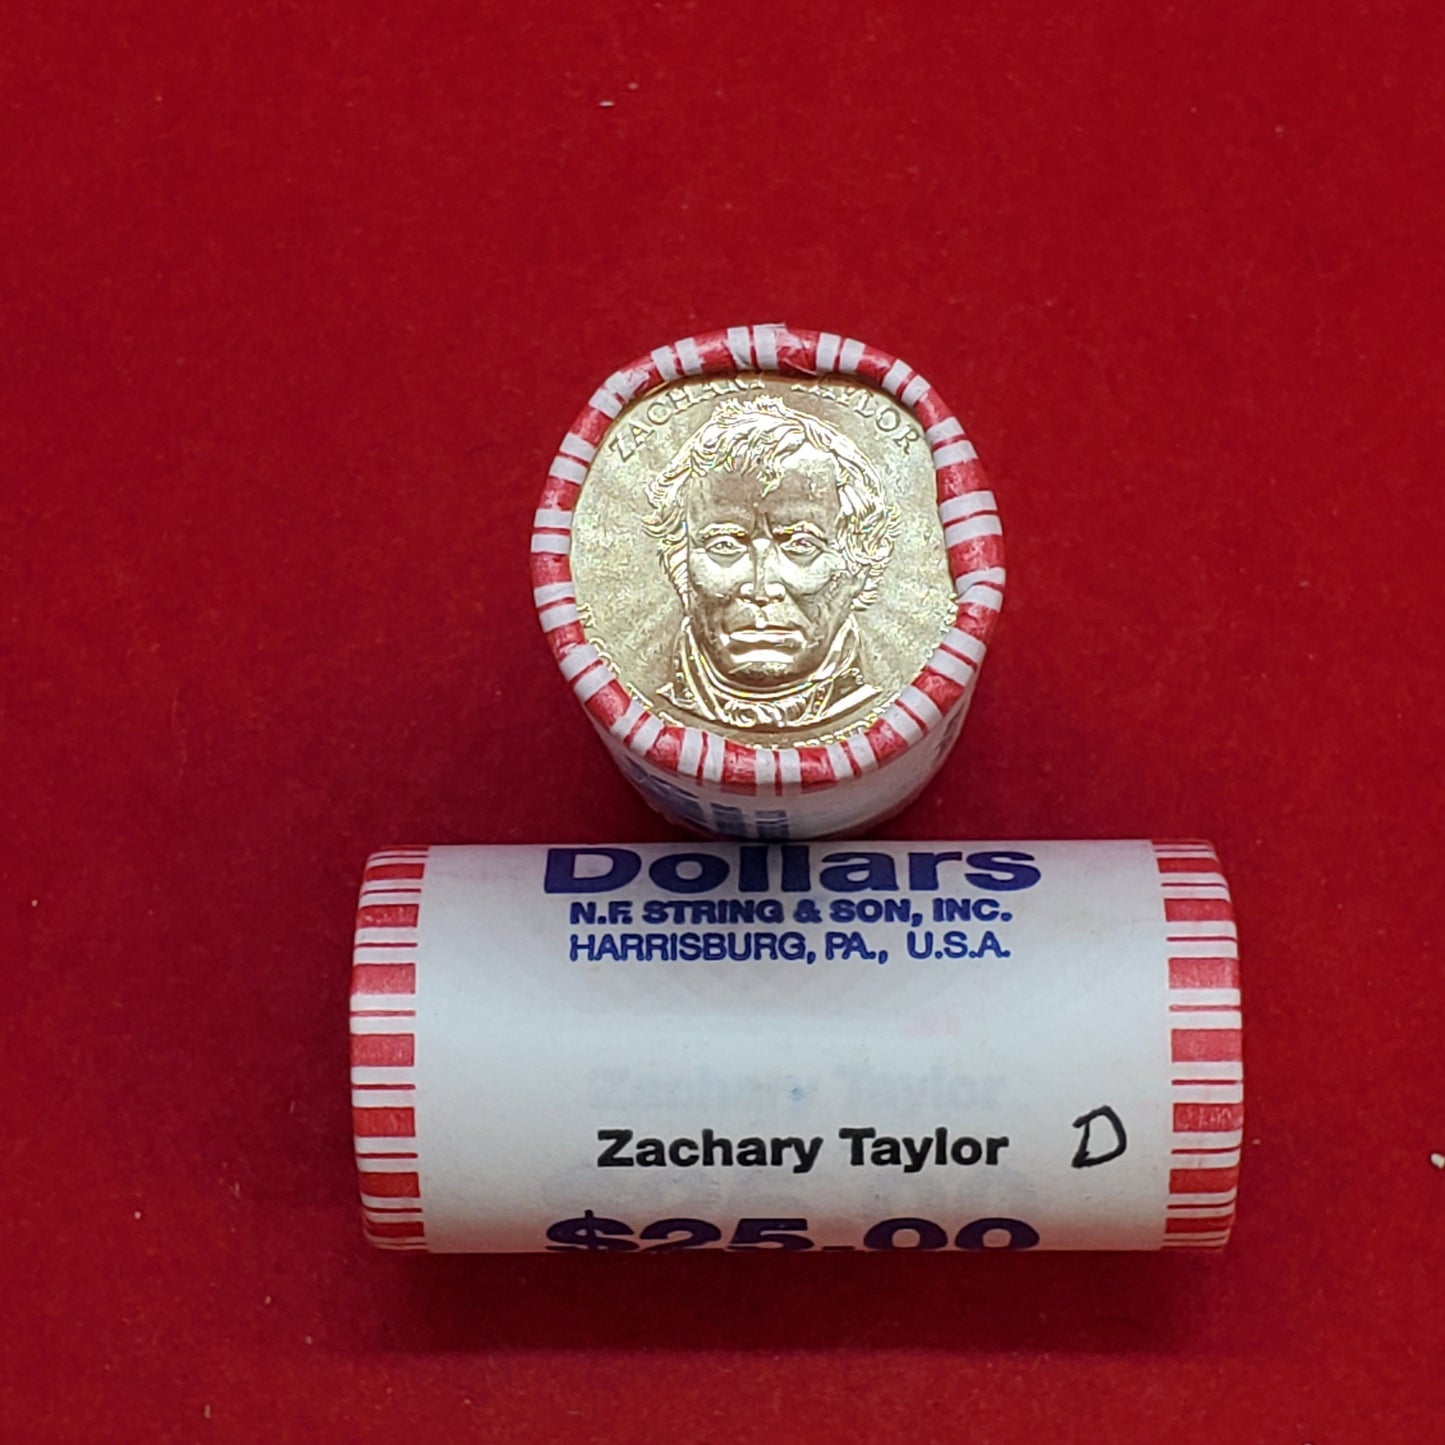 ZACHARY TAYLOR
Dollars
N.F. STRING & SON, INC.
HARRISBURG, PA., U.S.A.
Zachary Taylor D
$25.00